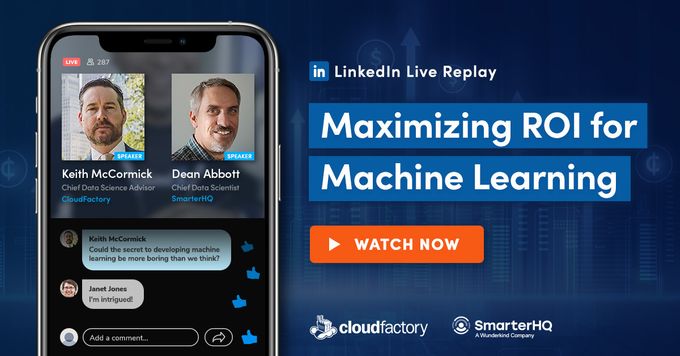 LIVE 287
SPEAKER
SPEAKER
Keith McCormick
Chief Data Science Advisor
CloudFactory
Dean Abbott
Chief Data Scientist
SmarterHQ
Keith McCormick
Could the secret to developing machine
learning be more boring than we think?
Janet Jones
I'm intrigued!
Add a comment...
in LinkedIn Live Replay
Maximizing ROI for
Machine Learning
WATCH NOW
cloudfactory
SmarterHQ
A Wunderkind Company